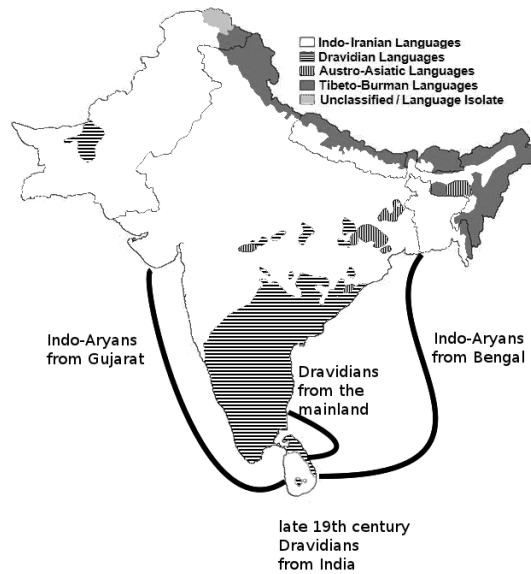 Indo-Iranian Languages
Dravidian Languages
Austro-Asiatic Languages
Tibeto-Burman Languages
Unclassified / Language Isolate
Indo-Aryans
from Gujarat
Dravidians
from the
mainland
Indo-Aryans
from Bengal
late 19th century
Dravidians
from India